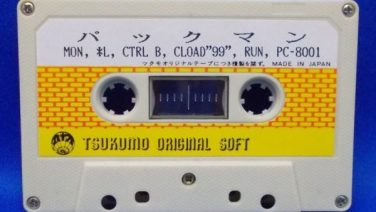 パックマン
MON, *L, CTRL B, CLOAD"99", RUN, PC-8001
ツクモオリジナルテープにつき複製を禁ず。 MADE IN JAPAN
TSUKUMO ORIGINAL SOFT